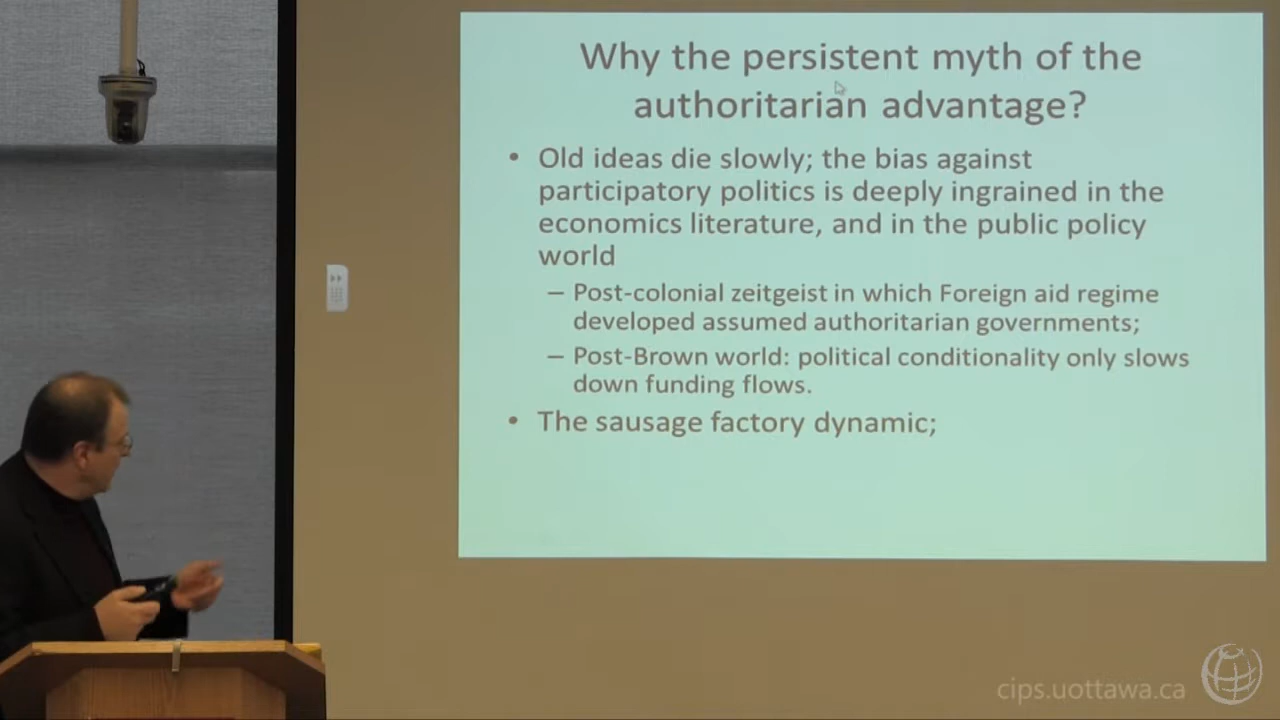 Why the persistent myth of the
authoritarian advantage?
• Old ideas die slowly; the bias against
participatory politics is deeply ingrained in the
economics literature, and in the public policy
world
– Post-colonial zeitgeist in which Foreign aid regime
developed assumed authoritarian governments;
– Post-Brown world: political conditionality only slows
down funding flows.
• The sausage factory dynamic;
cips.uottawa.ca